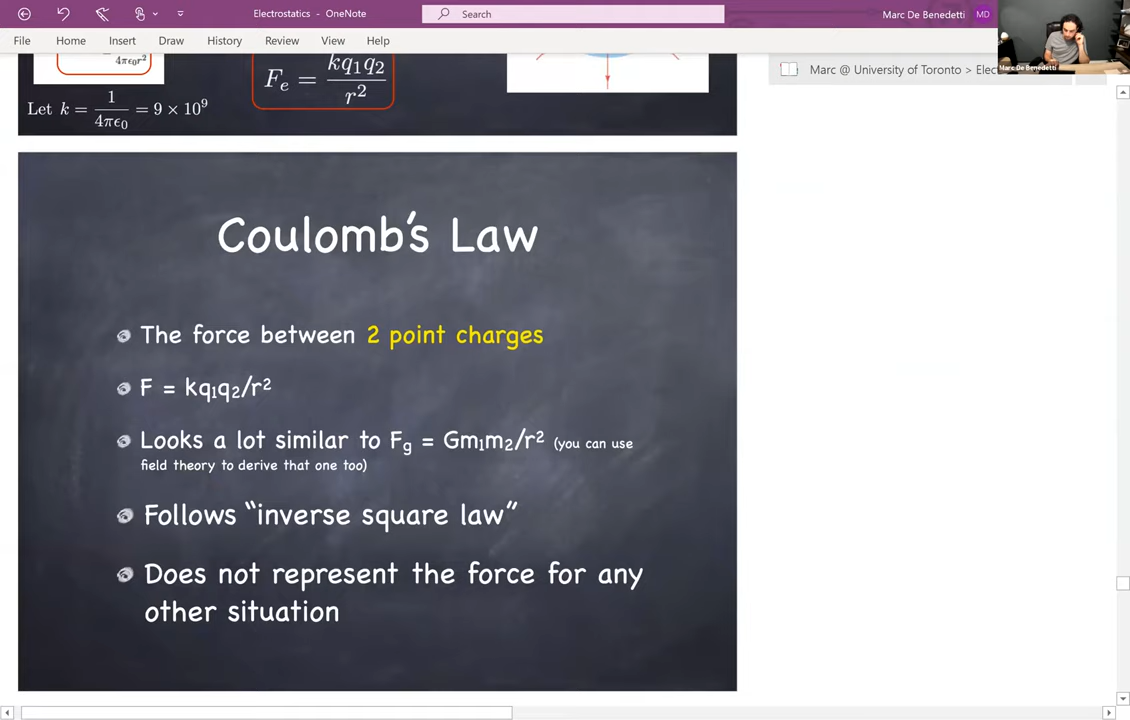 Electrostatics - OneNote
Search
Marc De Benedetti MD
File Home Insert Draw History Review View Help
Marc De Benedetti
Marc @ University of Toronto > Elec
4πϵ₀r²
Let k = 1/4πϵ₀ = 9 × 10⁹
Fₑ = kq₁q₂/r²
Coulomb's Law
The force between 2 point charges
F = kq₁q₂/r²
Looks a lot similar to Fg = Gm₁m₂/r² (you can use
field theory to derive that one too)
Follows "inverse square law"
Does not represent the force for any
other situation